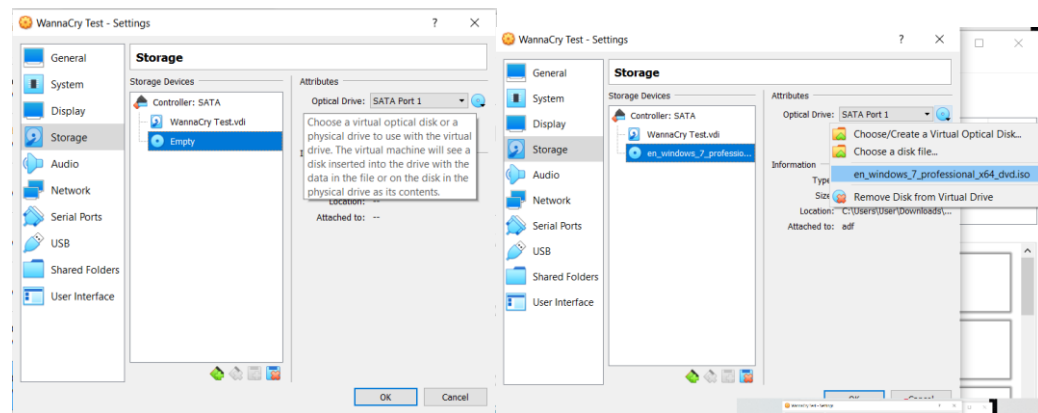 WannaCry Test - Settings
? ×
General
System
Display
Storage
Audio
Network
Serial Ports
USB
Shared Folders
User Interface
Storage
Storage Devices
Controller: SATA
WannaCry Test.vdi
Empty
Attributes
Optical Drive: SATA Port 1
Choose a virtual optical disk or a
physical drive to use with the virtual
drive. The virtual machine will see a
disk inserted into the drive with the
data in the file or on the disk in the
physical drive as its contents.
Location: --
Attached to: --
OK Cancel
WannaCry Test - Settings
? ×
General
System
Display
Storage
Audio
Network
Serial Ports
USB
Shared Folders
User Interface
Storage
Storage Devices
Controller: SATA
WannaCry Test.vdi
en_windows_7_professio...
Attributes
Optical Drive: SATA Port 1
Choose/Create a Virtual Optical Disk...
Choose a disk file...
en_windows_7_professional_x64_dvd.iso
Remove Disk from Virtual Drive
Information
Type
Size
Location: C:\Users\User\Downloads\,...
Attached to: adf
WannaCry Test - Settings